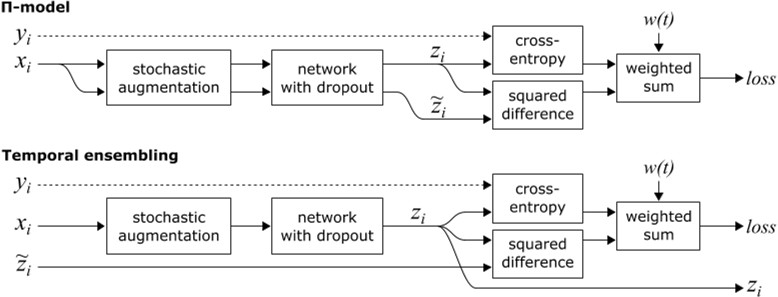 Π-model
y_i
x_i
stochastic
augmentation
network
with dropout
z_i
z̃_i
cross-
entropy
squared
difference
w(t)
weighted
sum
loss
Temporal ensembling
y_i
x_i
z̃_i
stochastic
augmentation
network
with dropout
z_i
cross-
entropy
squared
difference
w(t)
weighted
sum
loss
z_i